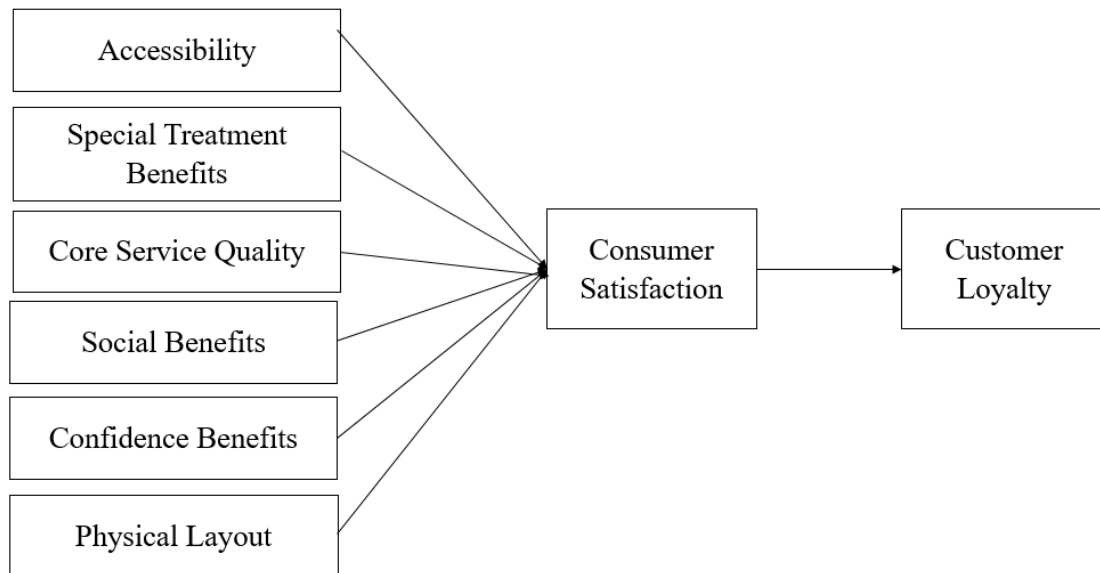 Accessibility
Special Treatment
Benefits
Core Service Quality
Social Benefits
Confidence Benefits
Physical Layout
Consumer
Satisfaction
Customer
Loyalty